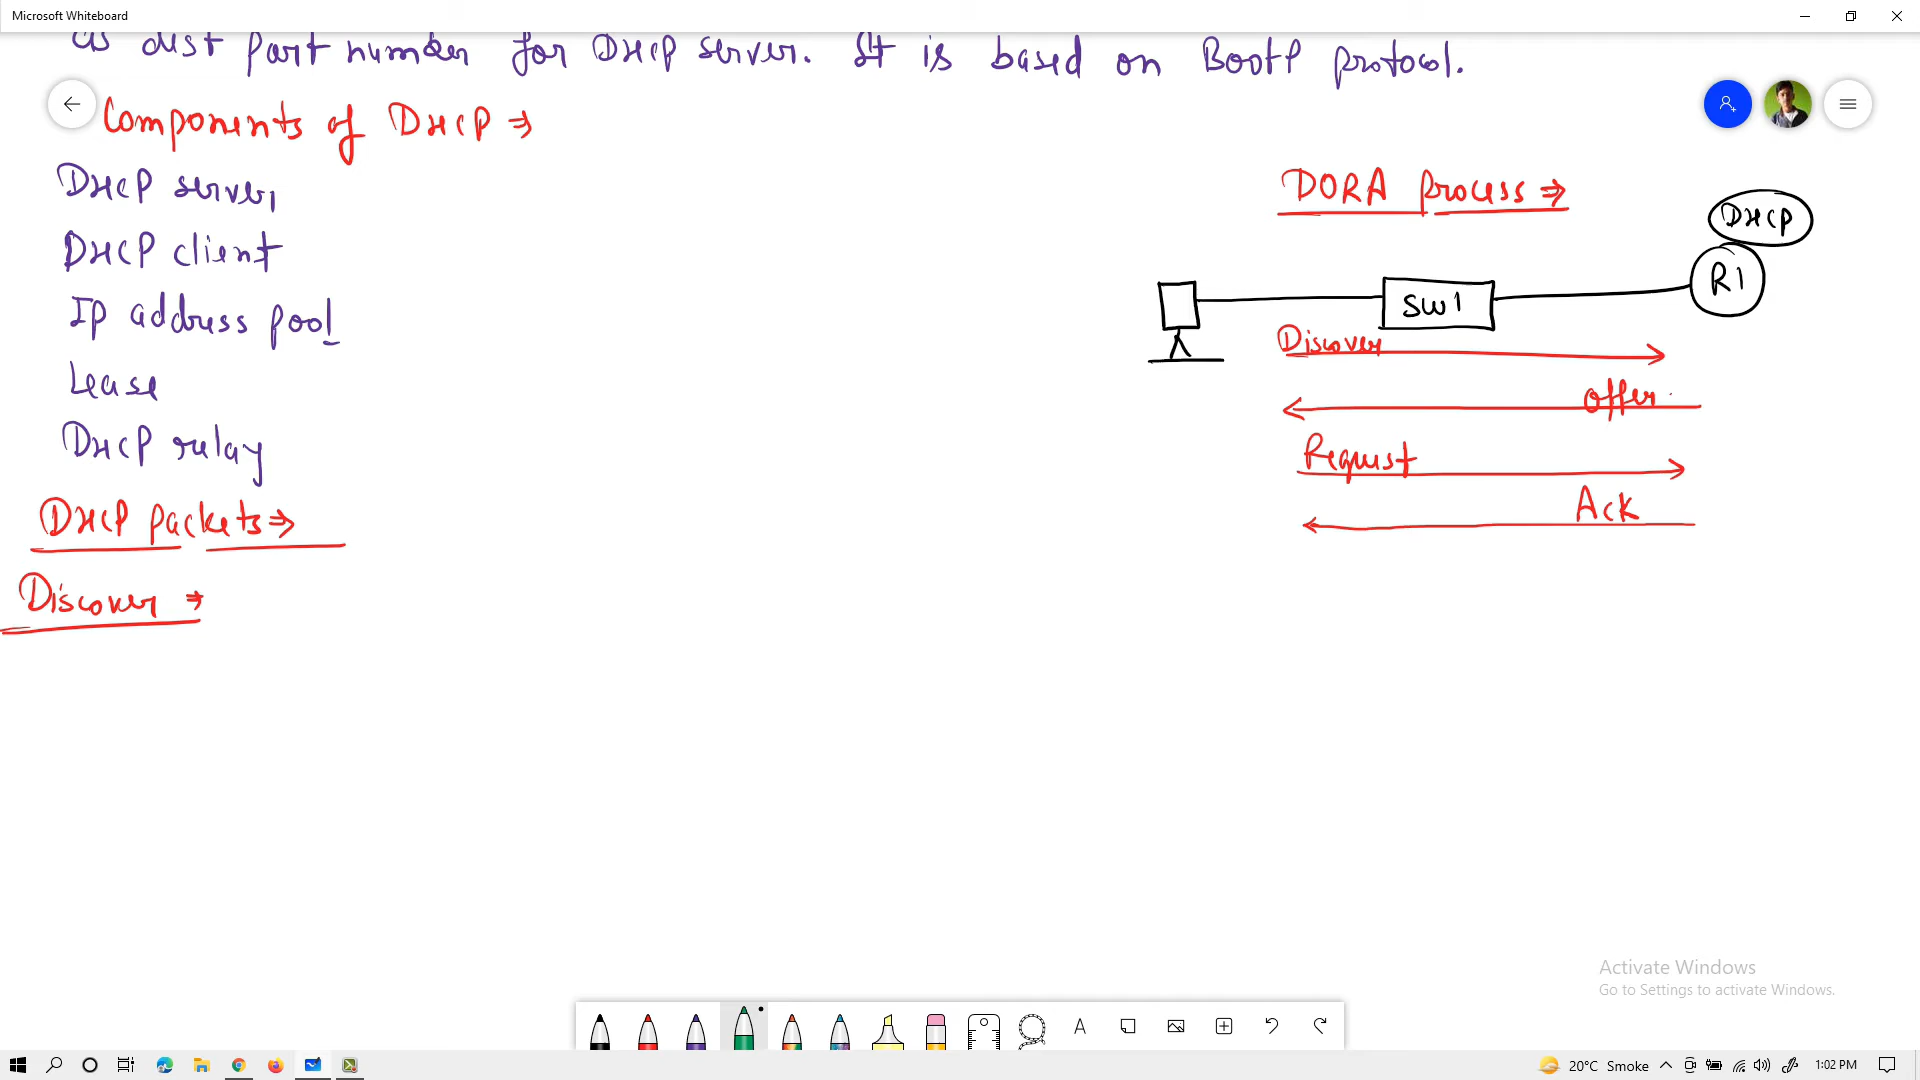 Microsoft Whiteboard
as dest port number for DHCP server. It is based on BootP protocol.
Components of DHCP ⇒
DHCP server,
DHCP client
Ip address pool
Lease
DHCP relay
DHCP packets ⇒
Discover →
DORA process ⇒
DHCP
R1
SW1
Discover
offer
Request
Ack
Activate Windows
Go to Settings to activate Windows.
20°C Smoke
1:02 PM